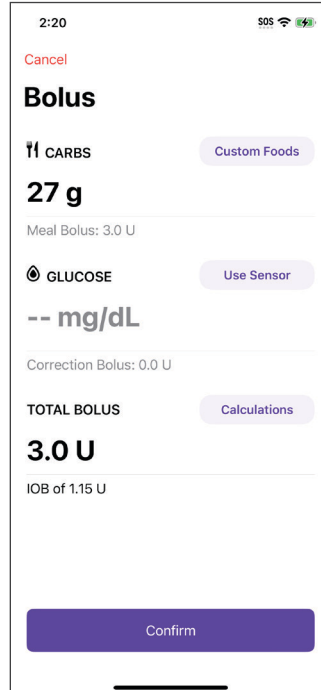 2:20 SOS
Cancel
Bolus
CARBS Custom Foods
27 g
Meal Bolus: 3.0 U
GLUCOSE Use Sensor
-- mg/dL
Correction Bolus: 0.0 U
TOTAL BOLUS Calculations
3.0 U
IOB of 1.15 U
Confirm